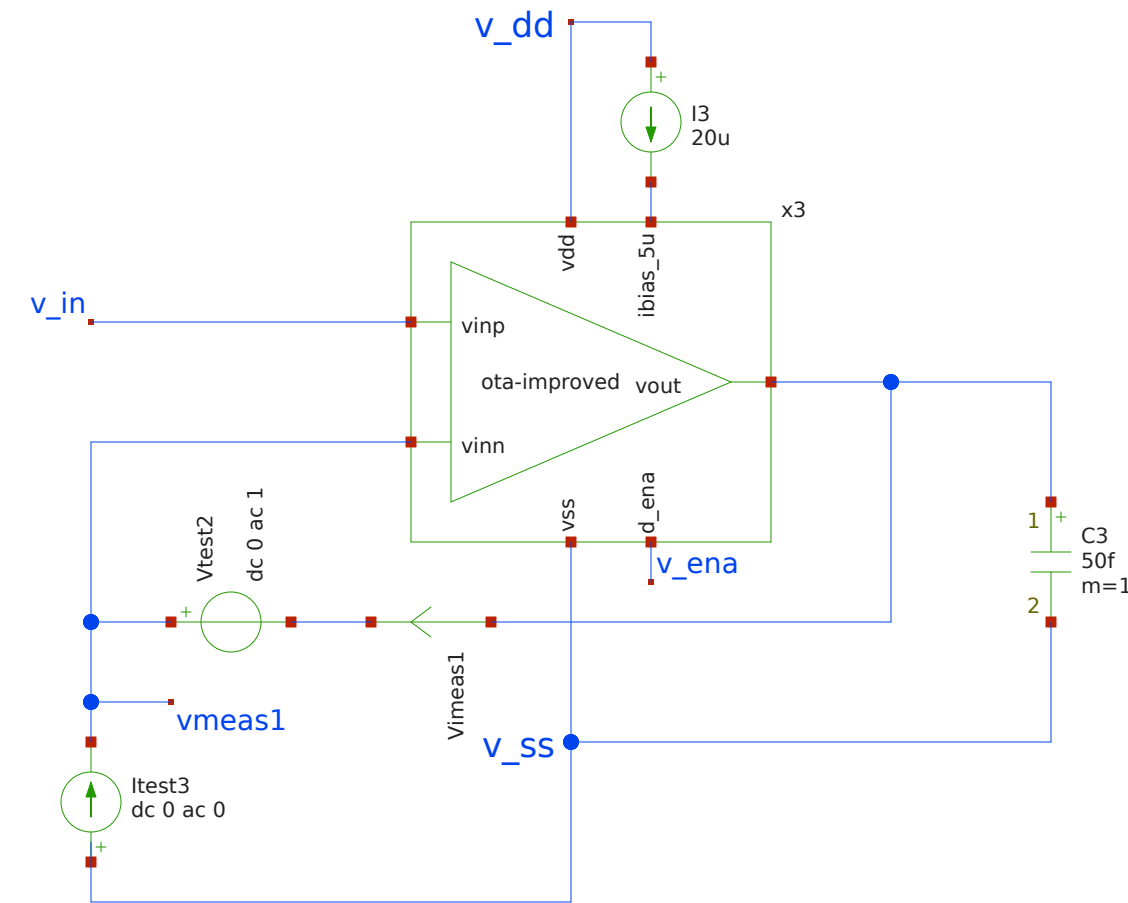 v_dd
+
I3
20u
x3
vdd
ibias_5u
v_in
vinp
ota-improved
vout
vinn
vss
d_ena
v_ena
Vtest2
dc 0 ac 1
+
1
+
C3
50f
m=1
2
Vimeas1
vmeas1
v_ss
Itest3
dc 0 ac 0
+